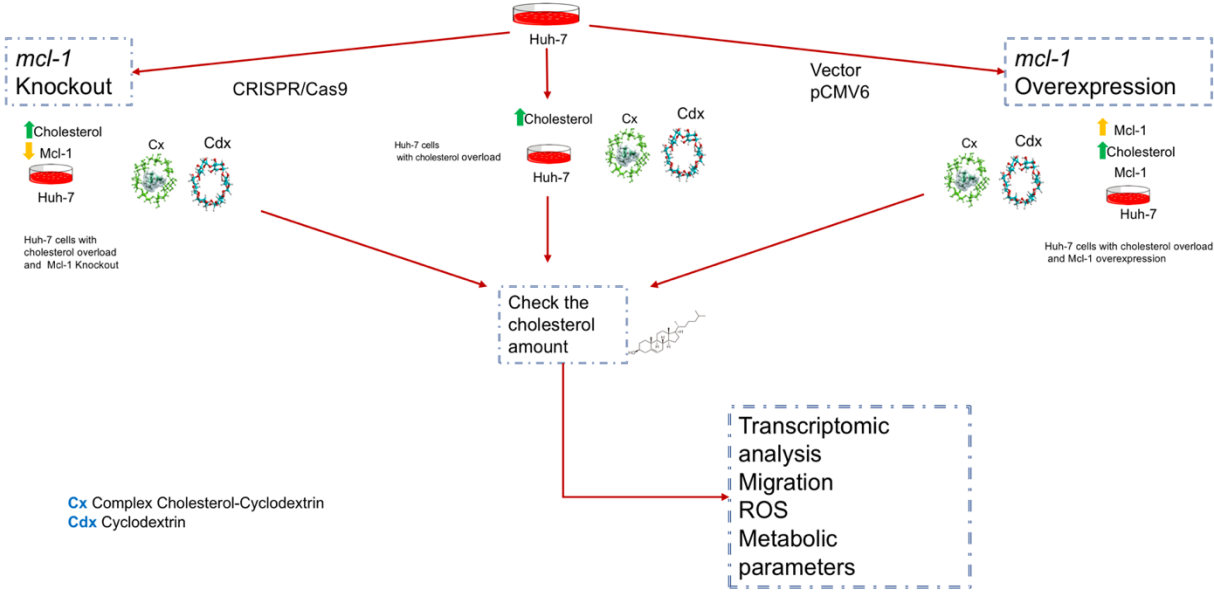 Huh-7
mcl-1
Knockout
CRISPR/Cas9
Vector
pCMV6
mcl-1
Overexpression
Cholesterol
Mcl-1
Huh-7
Cx
Cdx
Huh-7 cells with
cholesterol overload
and Mcl-1 Knockout
Cholesterol
Huh-7 cells
with cholesterol overload
Huh-7
Cx
Cdx
Cx
Cdx
Mcl-1
Cholesterol
Mcl-1
Huh-7
Huh-7 cells with cholesterol overload
and Mcl-1 overexpression
Check the
cholesterol
amount
Transcriptomic
analysis
Migration
ROS
Metabolic
parameters
Cx Complex Cholesterol-Cyclodextrin
Cdx Cyclodextrin